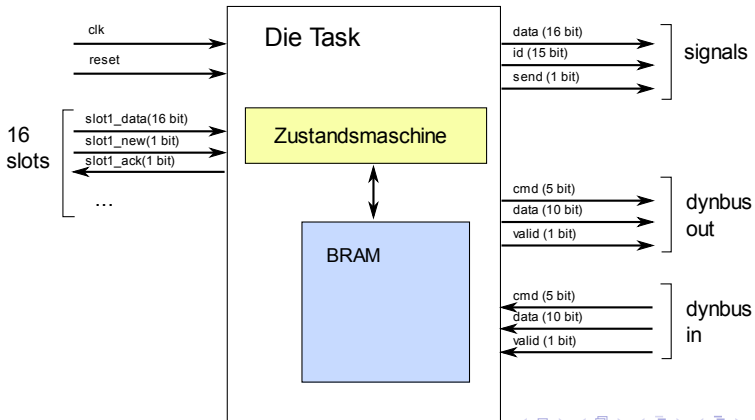 clk
reset
16
slots
slot1_data(16 bit)
slot1_new(1 bit)
slot1_ack(1 bit)
...
Die Task
Zustandsmaschine
BRAM
data (16 bit)
id (15 bit)
send (1 bit)
signals
cmd (5 bit)
data (10 bit)
valid (1 bit)
dynbus
out
cmd (5 bit)
data (10 bit)
valid (1 bit)
dynbus
in